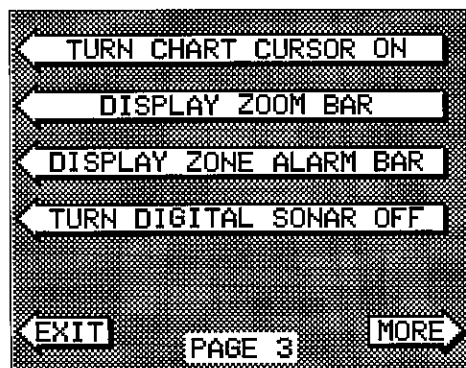 TURN CHART CURSOR ON
DISPLAY ZOOM BAR
DISPLAY ZONE ALARM BAR
TURN DIGITAL SONAR OFF
EXIT
PAGE 3
MORE